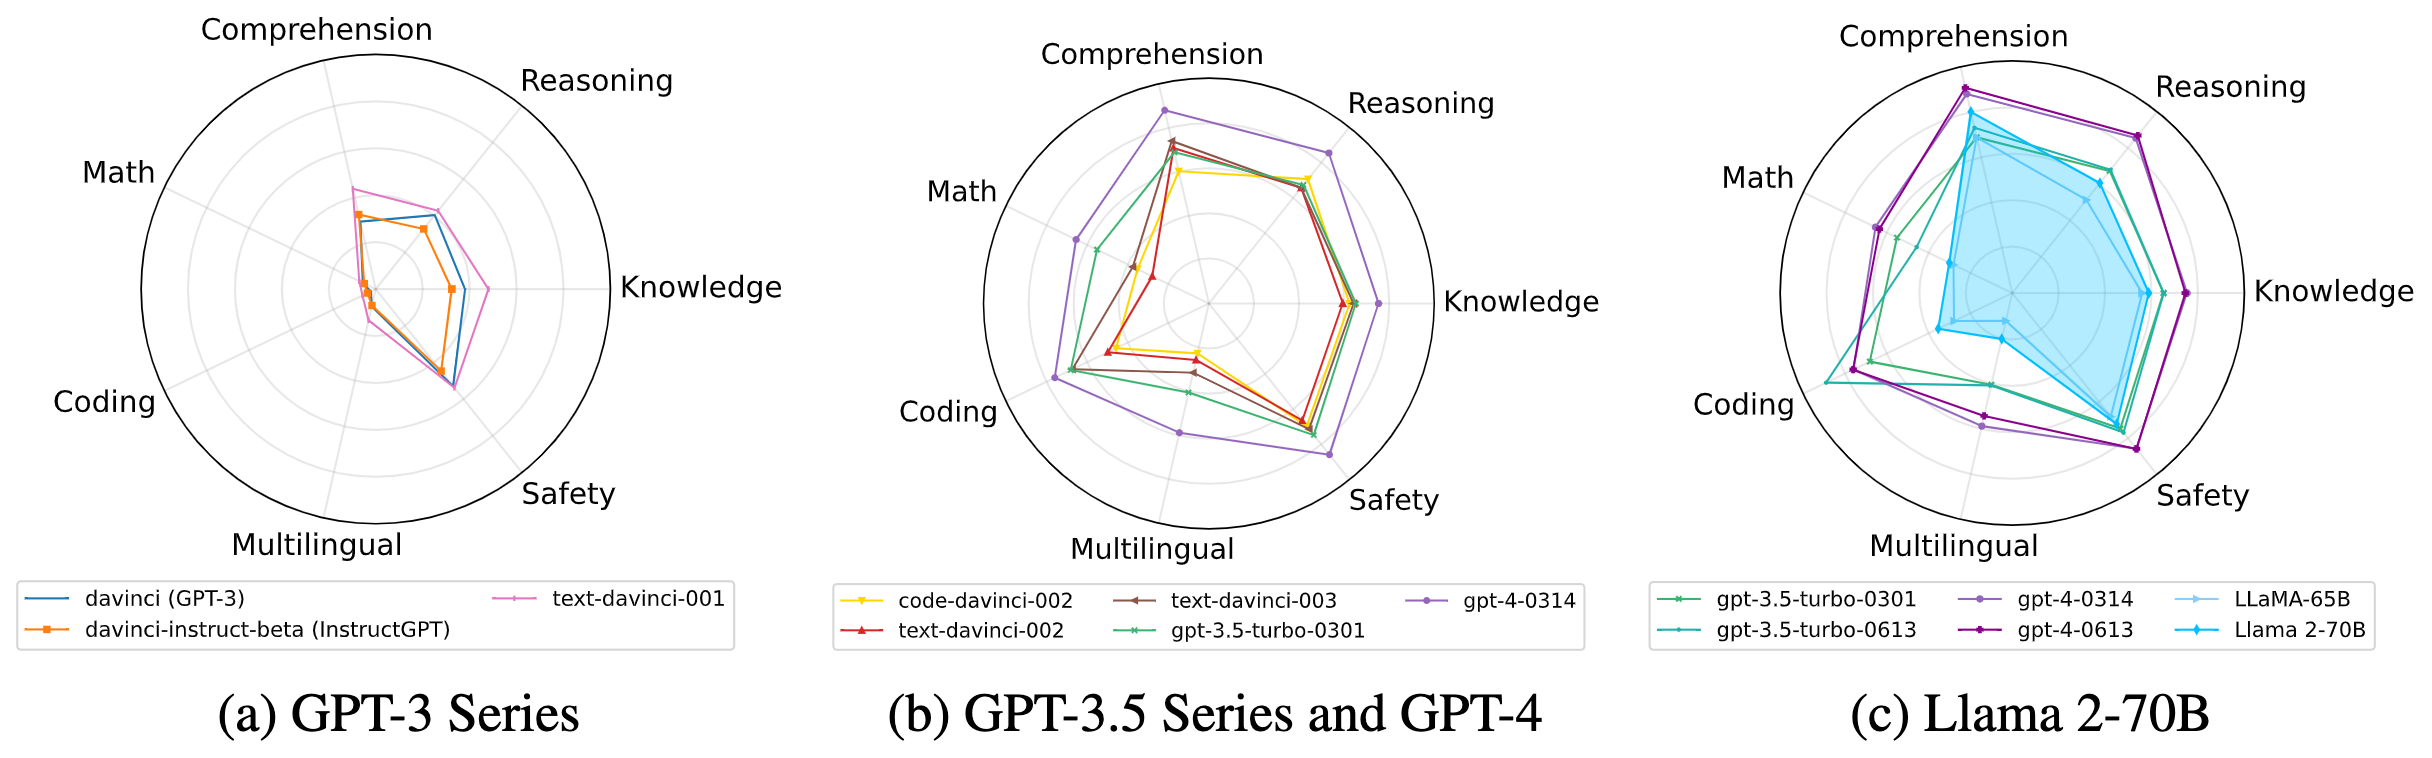 Comprehension
Reasoning
Math
Knowledge
Coding
Safety
Multilingual
davinci (GPT-3)
text-davinci-001
davinci-instruct-beta (InstructGPT)
(a) GPT-3 Series
Comprehension
Reasoning
Math
Knowledge
Coding
Safety
Multilingual
code-davinci-002
text-davinci-003
gpt-4-0314
text-davinci-002
gpt-3.5-turbo-0301
(b) GPT-3.5 Series and GPT-4
Comprehension
Reasoning
Math
Knowledge
Coding
Safety
Multilingual
gpt-3.5-turbo-0301
gpt-4-0314
LLaMA-65B
gpt-3.5-turbo-0613
gpt-4-0613
Llama 2-70B
(c) Llama 2-70B